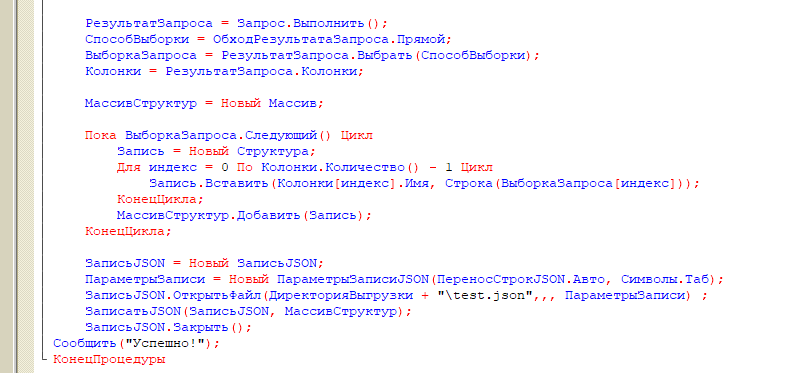 РезультатЗапроса = Запрос.Выполнить();
СпособВыборки = ОбходРезультатаЗапроса.Прямой;
ВыборкаЗапроса = РезультатЗапроса.Выбрать(СпособВыборки);
Колонки = РезультатЗапроса.Колонки;
МассивСтруктур = Новый Массив;
Пока ВыборкаЗапроса.Следующий() Цикл
Запись = Новый Структура;
Для индекс = 0 По Колонки.Количество() - 1 Цикл
Запись.Вставить(Колонки[индекс].Имя, Строка(ВыборкаЗапроса[индекс]));
КонецЦикла;
МассивСтруктур.Добавить(Запись);
КонецЦикла;
ЗаписьJSON = Новый ЗаписьJSON;
ПараметрыЗаписи = Новый ПараметрыЗаписиJSON(ПереносСтрокJSON.Авто, Символы.Таб);
ЗаписьJSON.ОткрытьФайл(ДиректорияВыгрузки + "\test.json",,, ПараметрыЗаписи) ;
ЗаписатьJSON(ЗаписьJSON, МассивСтруктур);
ЗаписьJSON.Закрыть();
Сообщить("Успешно!");
КонецПроцедуры